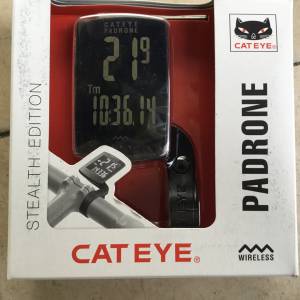 CATEYE
PADRONE
21 9
Tm
10:36.14
CATEYE®
STEALTH EDITION
PADRONE
CATEYE®
WIRELESS